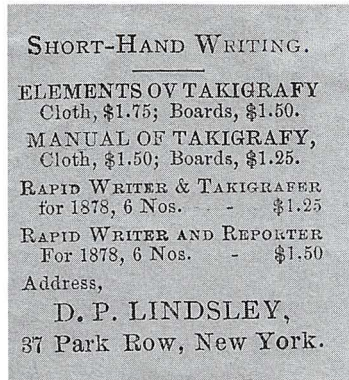 SHORT-HAND WRITING.
ELEMENTS OV TAKIGRAFY
Cloth, $1.75; Boards, $1.50.
MANUAL OF TAKIGRAFY,
Cloth, $1.50; Boards, $1.25.
RAPID WRITER & TAKIGRAFER
for 1878, 6 Nos. - $1.25
RAPID WRITER AND REPORTER
For 1878, 6 Nos. - $1.50
Address,
D. P. LINDSLEY,
37 Park Row, New York.